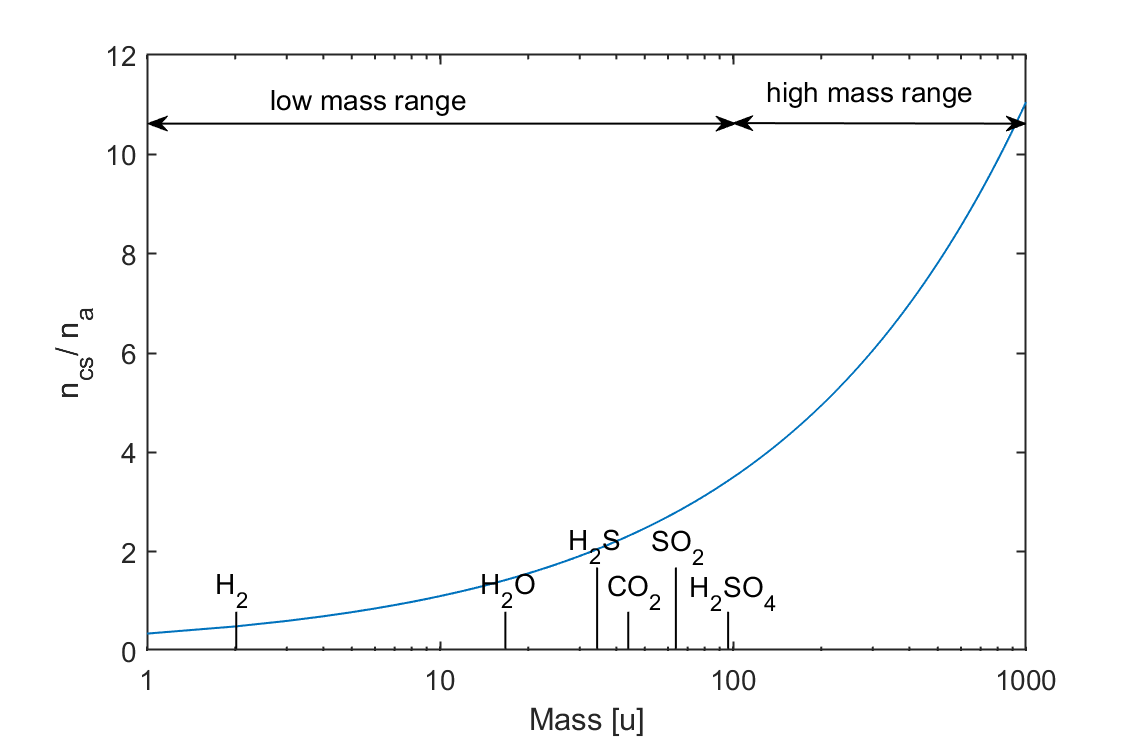 12
10
8
6
4
2
0
n_cs / n_a
low mass range
high mass range
H₂
H₂O
H₂S
CO₂
SO₂
H₂SO₄
1
10
100
1000
Mass [u]